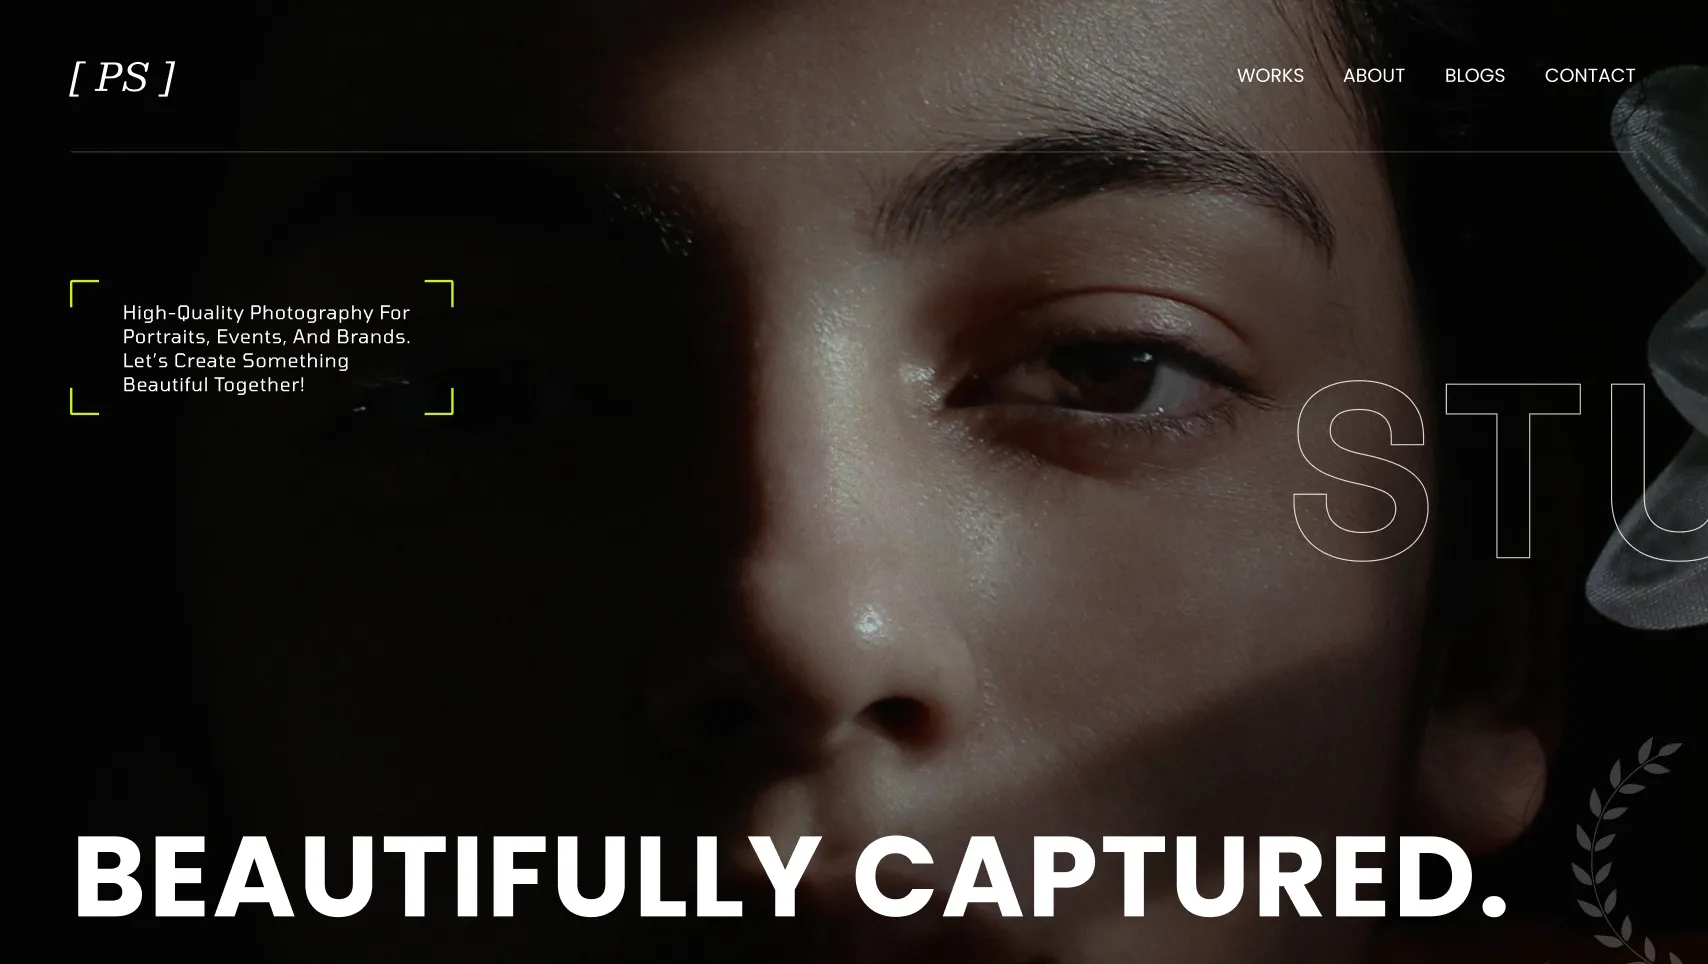 [ PS ]
WORKS ABOUT BLOGS CONTACT
High-Quality Photography For
Portraits, Events, And Brands.
Let's Create Something
Beautiful Together!
STU
BEAUTIFULLY CAPTURED.